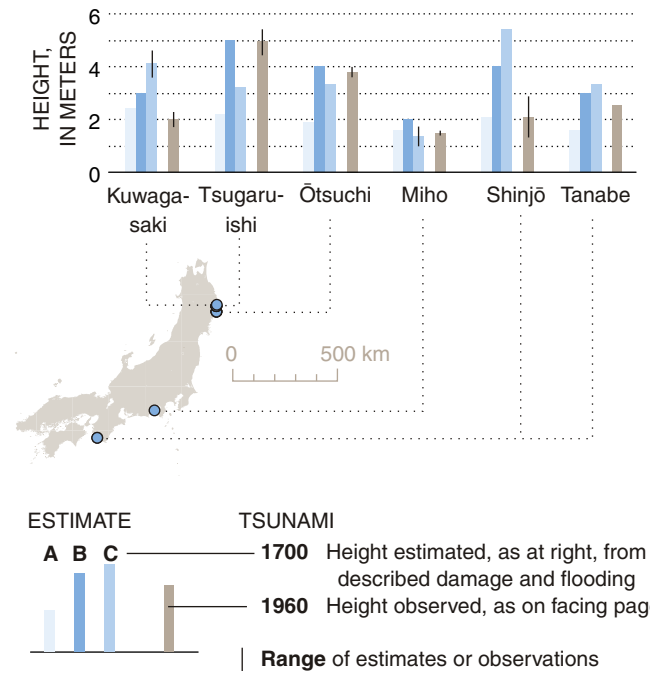 6
HEIGHT,
IN METERS
4
2
0
Kuwaga-
saki
Tsugaru-
ishi
Ōtsuchi
Miho
Shinjō
Tanabe
0 500 km
ESTIMATE TSUNAMI
A B C 1700 Height estimated, as at right, from
described damage and flooding
1960 Height observed, as on facing pag
Range of estimates or observations